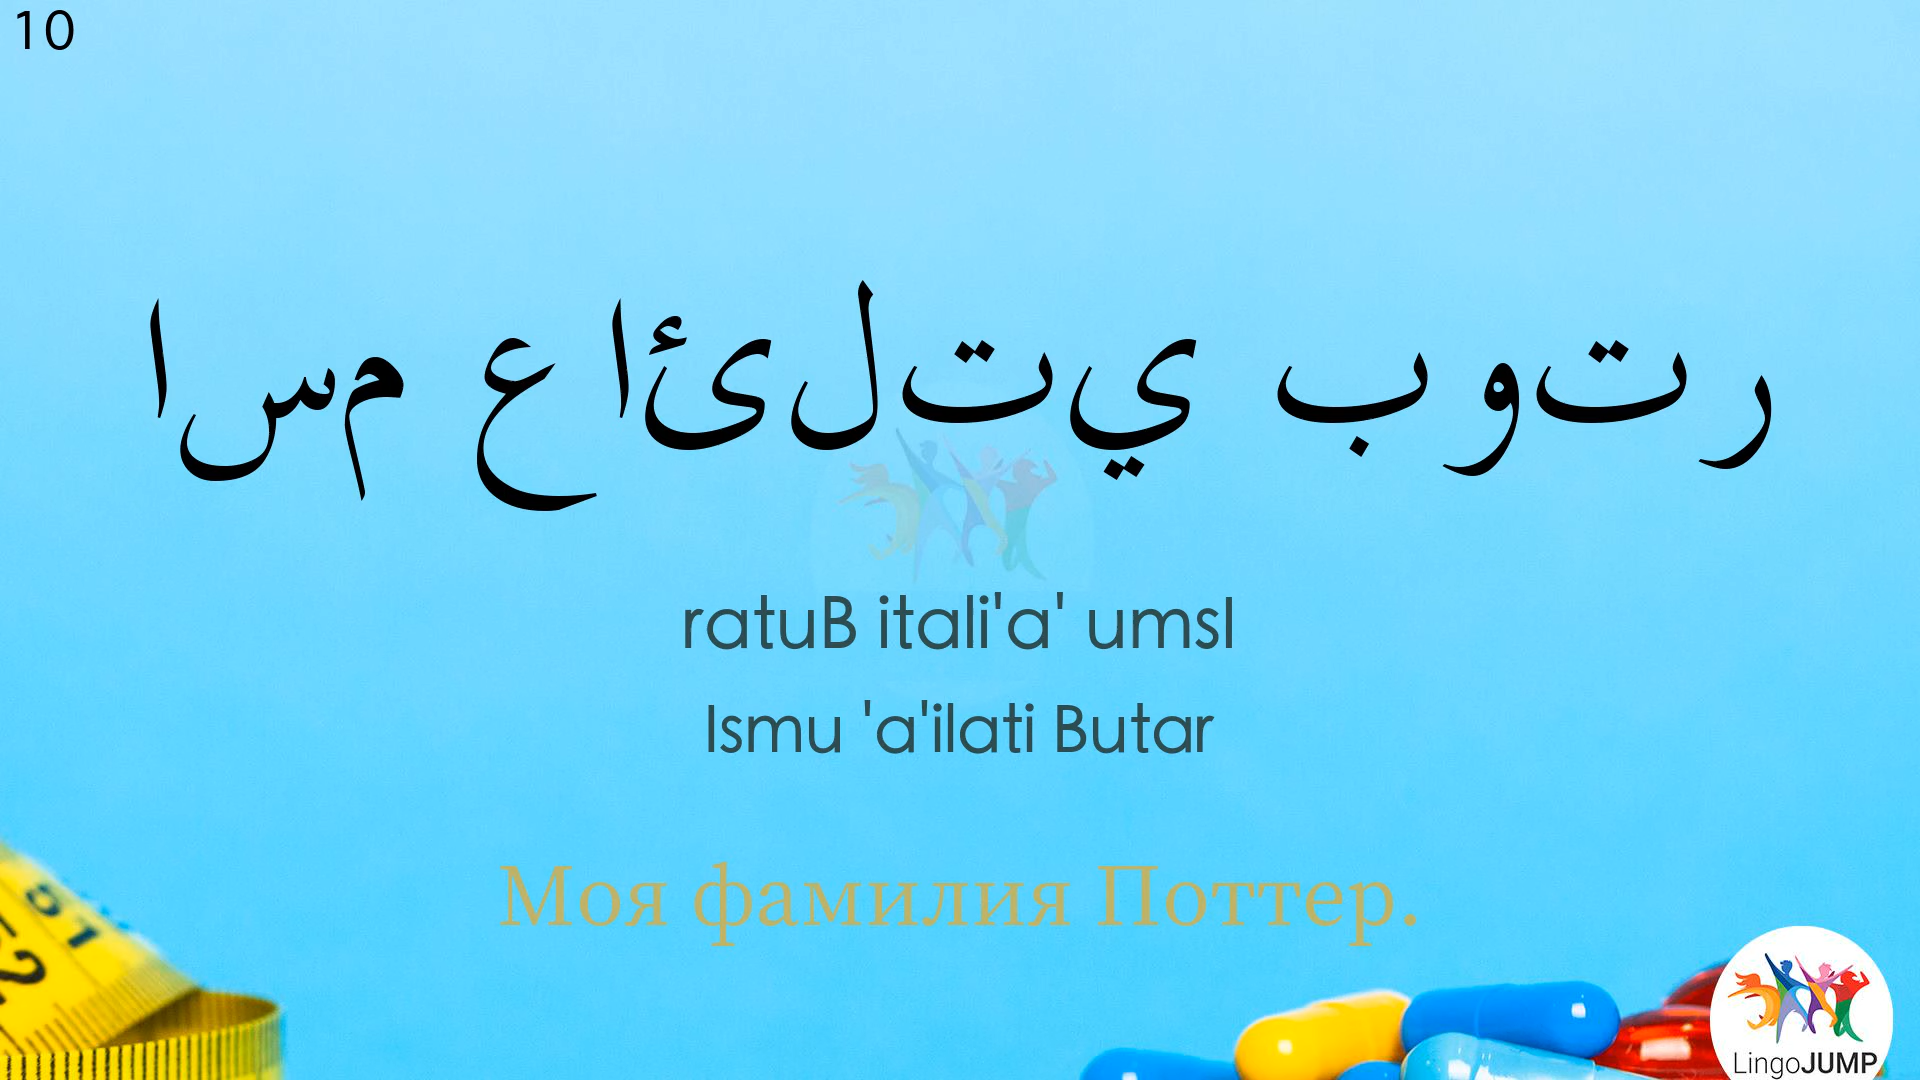 10
اسم عائلتي بوتر
ratuB itali'a' umsI
Ismu 'a'ilati Butar
Моя фамилия Поттер.
LingoJUMP